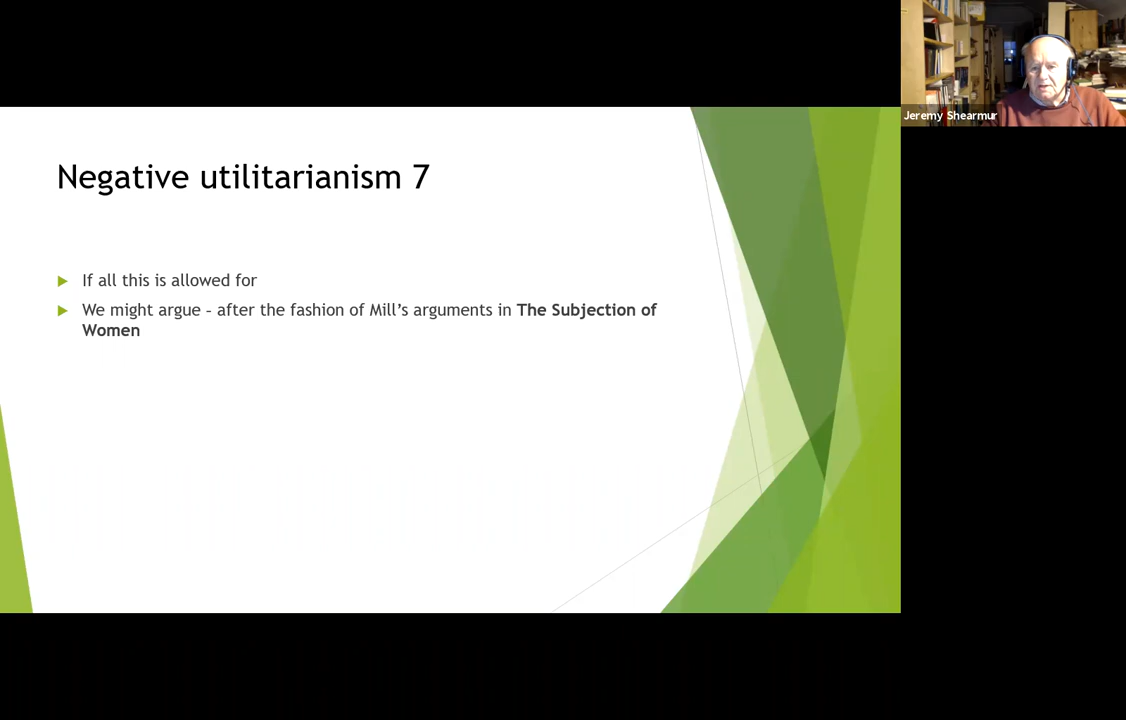 Negative utilitarianism 7
If all this is allowed for
We might argue – after the fashion of Mill’s arguments in The Subjection of
Women
Jeremy Shearmur